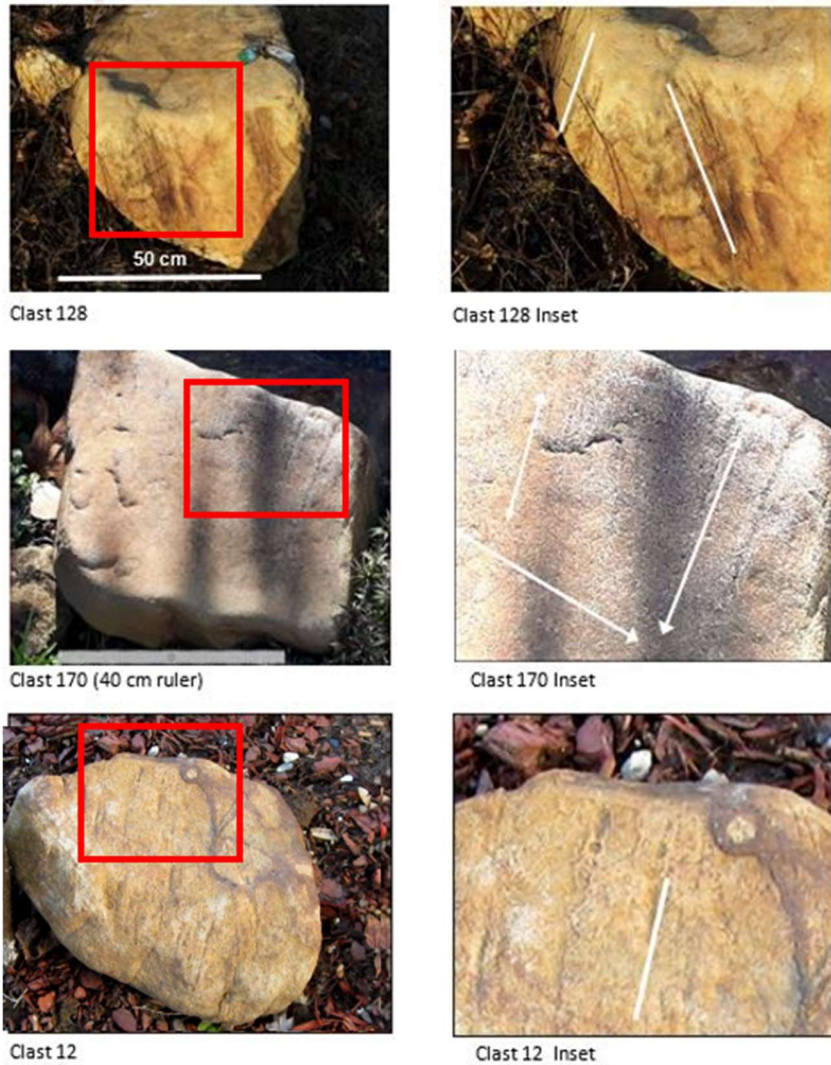 50 cm
Clast 128
Clast 128 Inset
Clast 170 (40 cm ruler)
Clast 170 Inset
Clast 12
Clast 12 Inset